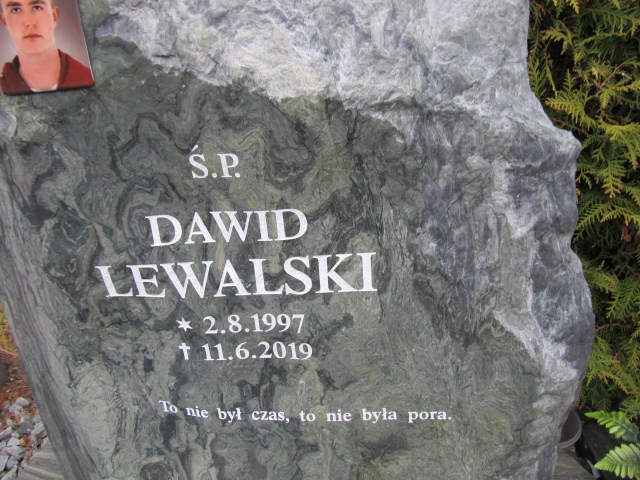 Ś.P.
DAWID
LEWALSKI
✶ 2.8.1997
† 11.6.2019
To nie był czas, to nie była pora.